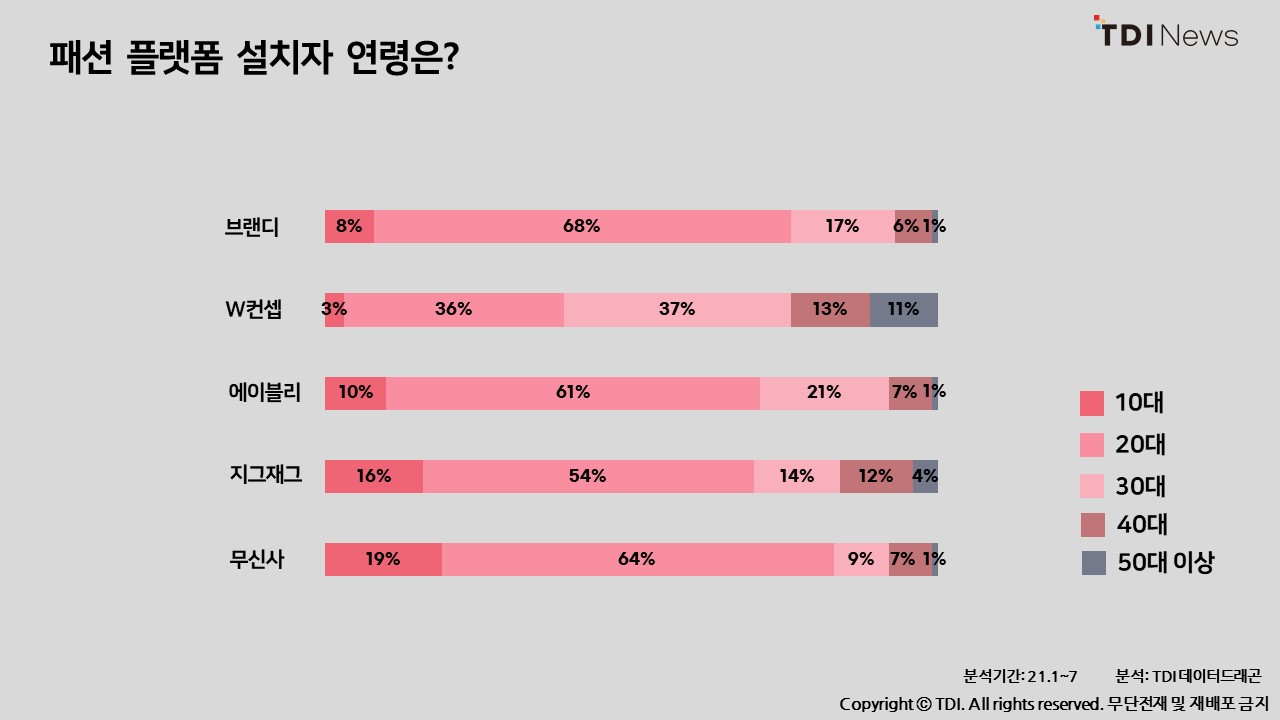 패션 플랫폼 설치자 연령은?
TDI News
브랜디 8% 68% 17% 6% 1%
W컨셉 3% 36% 37% 13% 11%
에이블리 10% 61% 21% 7% 1%
지그재그 16% 54% 14% 12% 4%
무신사 19% 64% 9% 7% 1%
10대
20대
30대
40대
50대 이상
분석기간: 21.1~7 분석: TDI 데이터드래곤
Copyright ⓒ TDI. All rights reserved. 무단전재 및 재배포 금지